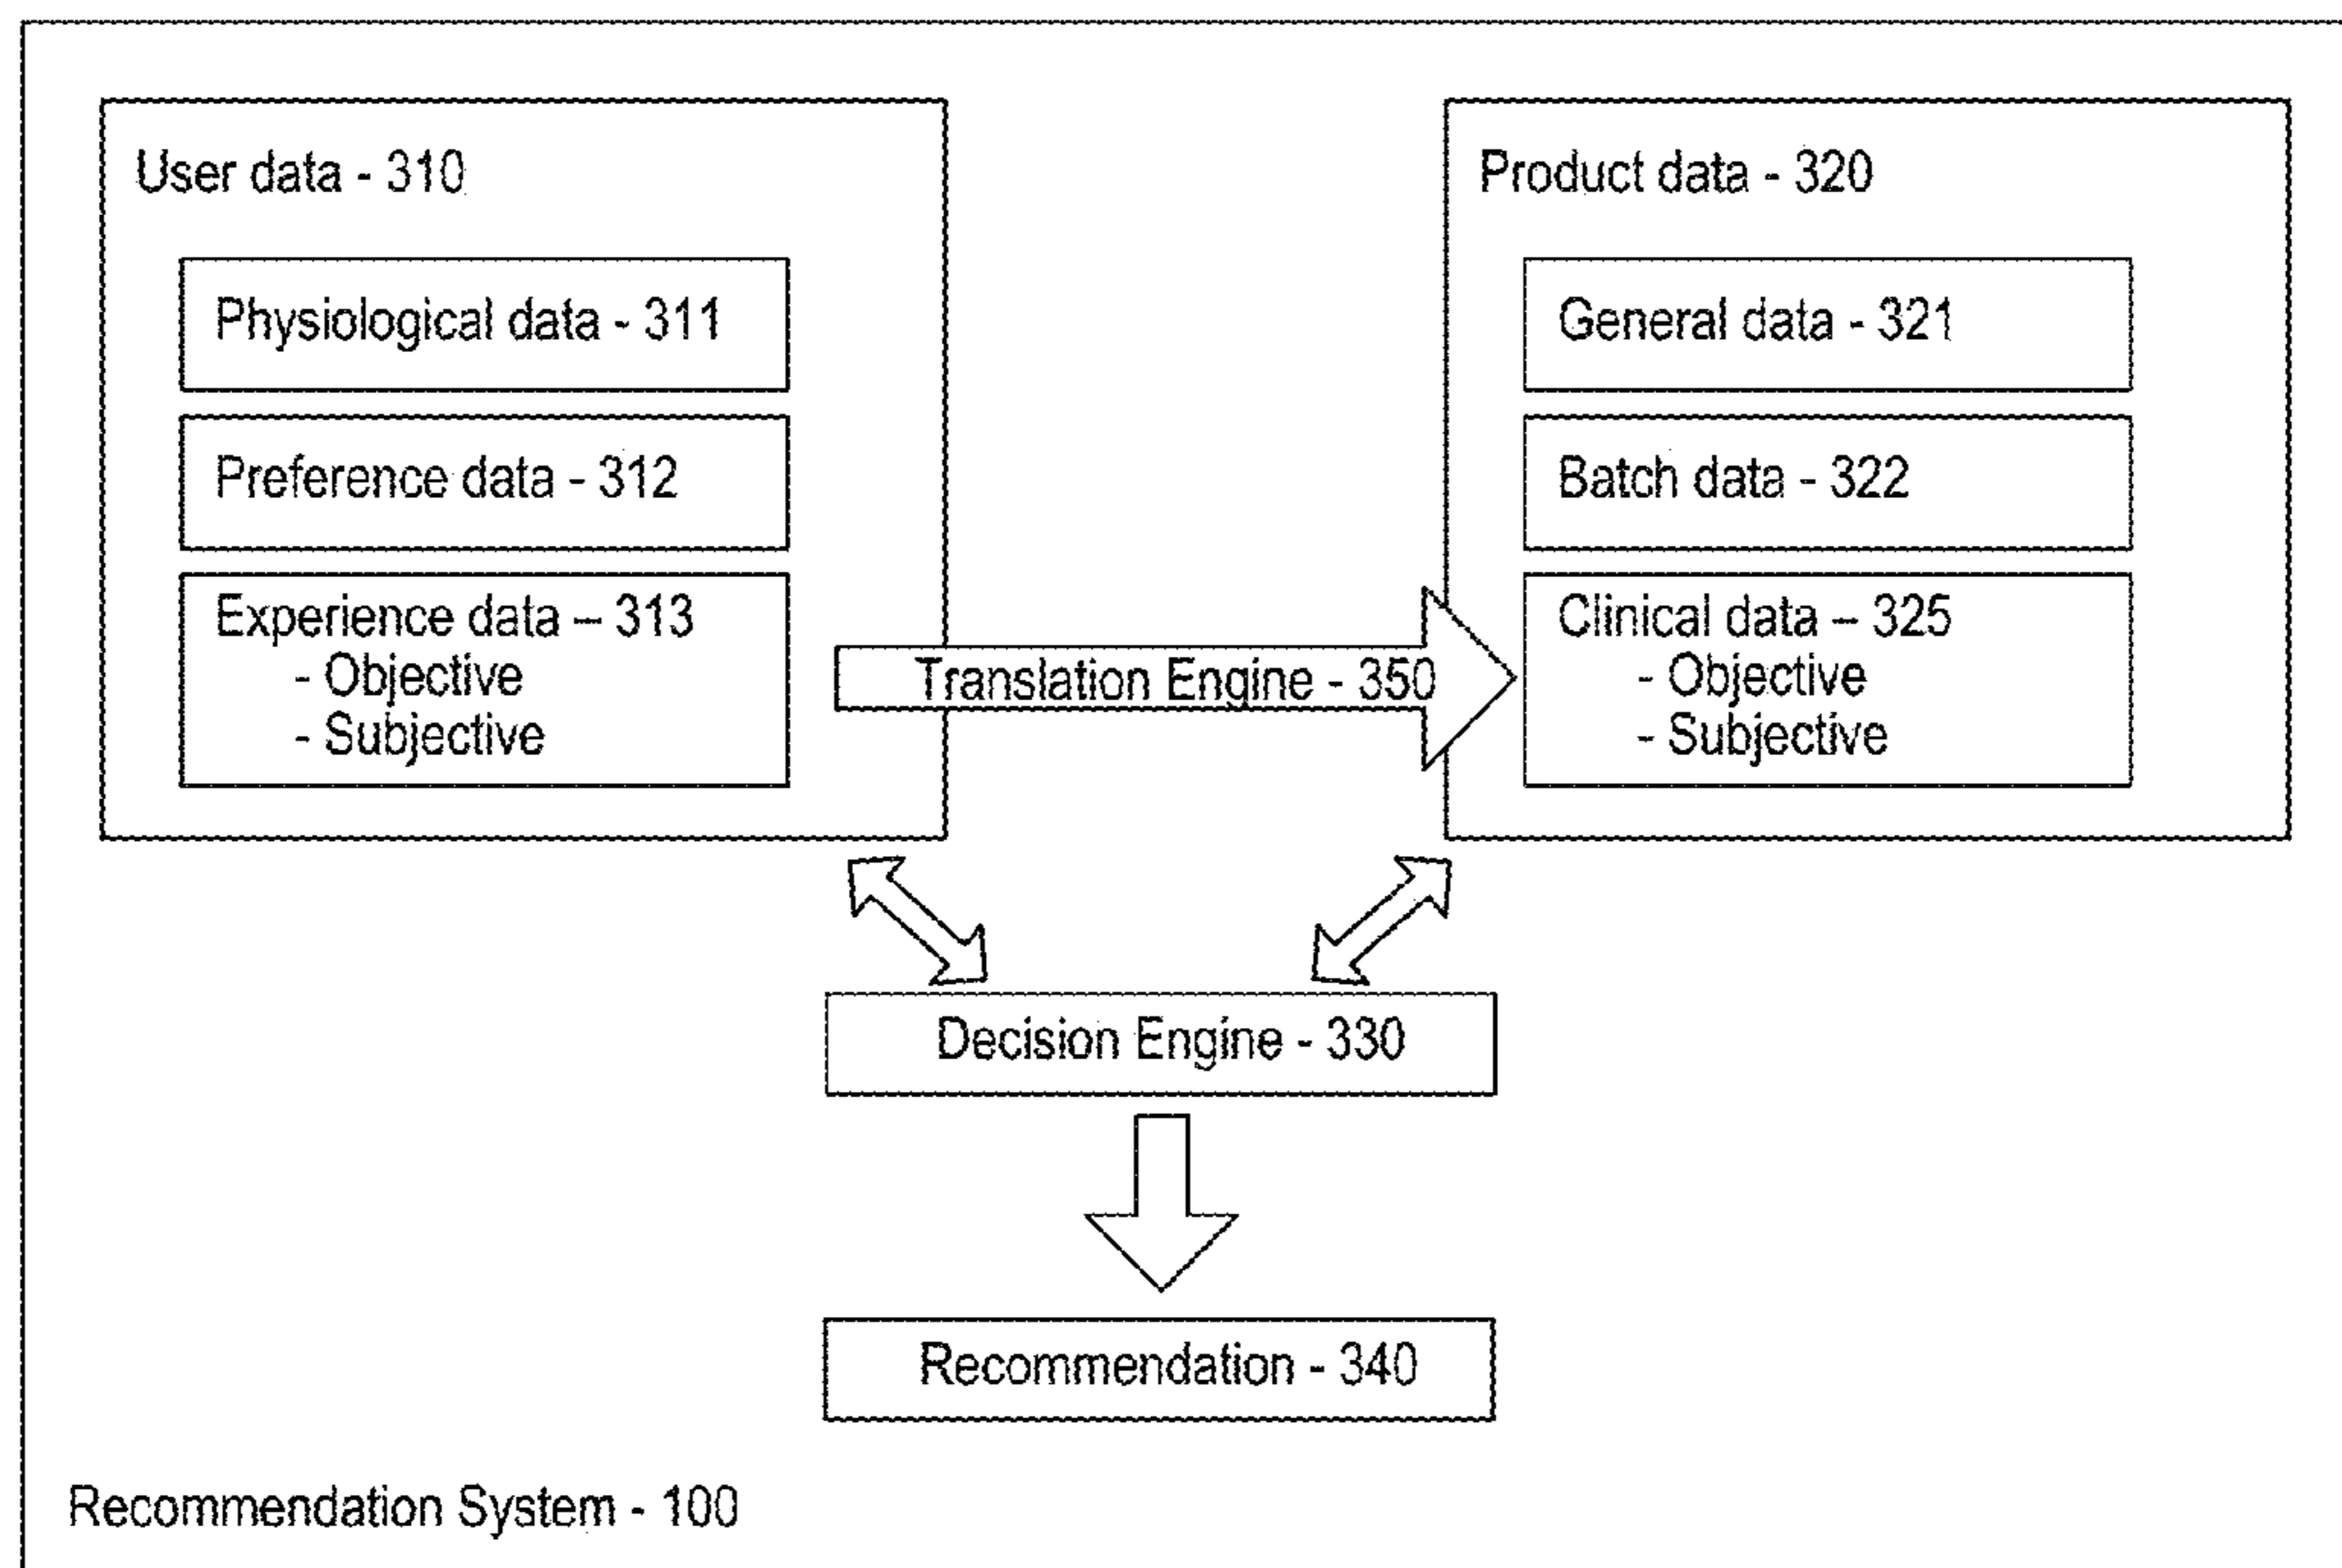 User data - 310
Physiological data - 311
Preference data - 312
Experience data – 313
- Objective
- Subjective
Translation Engine - 350
Product data - 320
General data - 321
Batch data - 322
Clinical data – 325
- Objective
- Subjective
Decision Engine - 330
Recommendation - 340
Recommendation System - 100